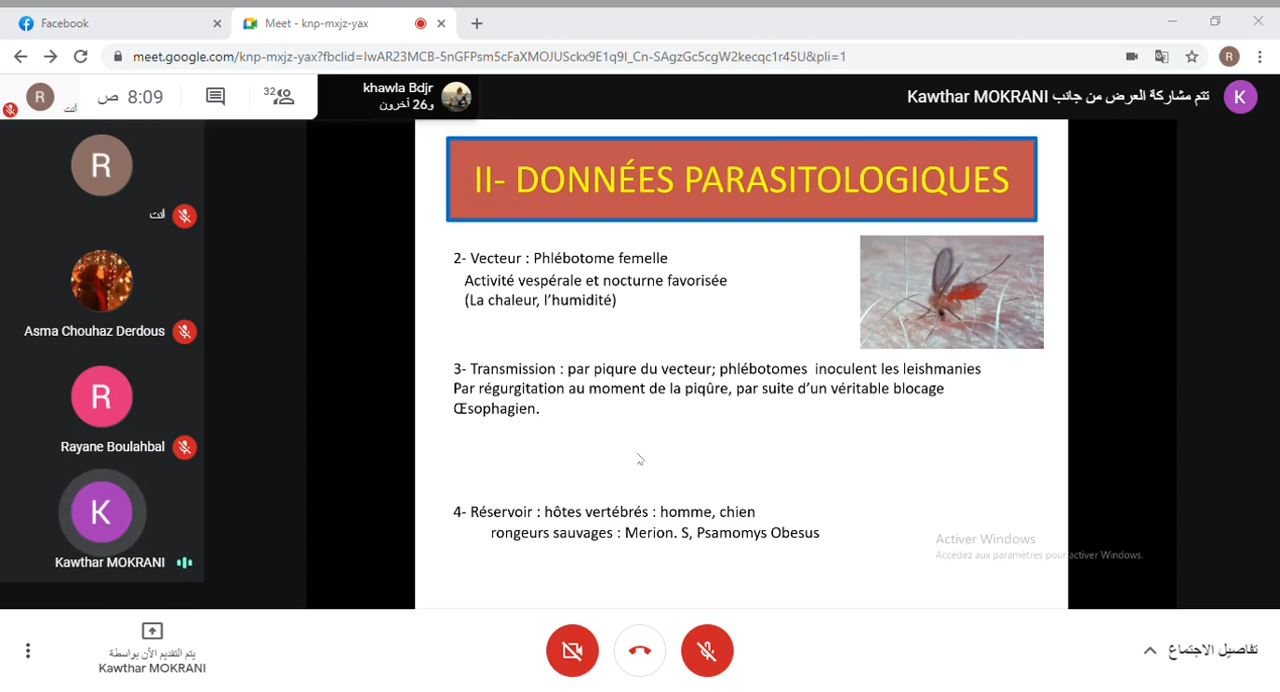 Facebook
Meet - knp-mxjz-yax
meet.google.com/knp-mxjz-yax?fbclid=IwAR23MCB-5nGFPsm5cFaXMOJUSckx9E1q9I_Cn-SAgzGc5cgW2kecqc1r45U&pli=1
R
R
أنت
8:09 ص
32
khawla Bdjr
و26 آخرون
تتم مشاركة العرض من جانب Kawthar MOKRANI
K
R
أنت
Asma Chouhaz Derdous
R
Rayane Boulahbal
K
Kawthar MOKRANI
II- DONNÉES PARASITOLOGIQUES
2- Vecteur : Phlébotome femelle
Activité vespérale et nocturne favorisée
(La chaleur, l’humidité)
3- Transmission : par piqure du vecteur; phlébotomes inoculent les leishmanies
Par régurgitation au moment de la piqûre, par suite d’un véritable blocage
Œsophagien.
4- Réservoir : hôtes vertébrés : homme, chien
rongeurs sauvages : Merion. S, Psamomys Obesus
Activer Windows
Accédez aux paramètres pour activer Windows.
يتم التقديم الآن بواسطة
Kawthar MOKRANI
تفاصيل الاجتماع